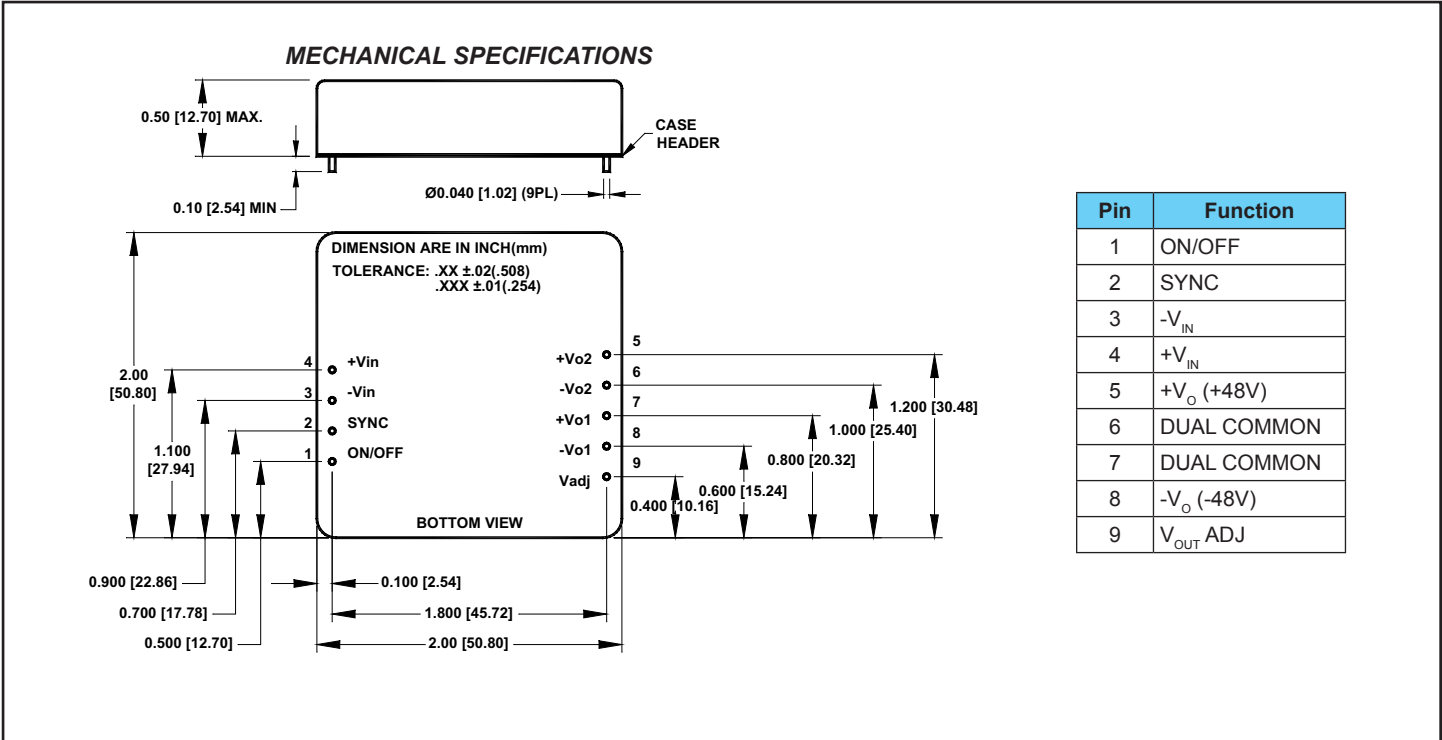 MECHANICAL SPECIFICATIONS
0.50 [12.70] MAX.
CASE
HEADER
Ø0.040 [1.02] (9PL)
0.10 [2.54] MIN
DIMENSION ARE IN INCH(mm)
TOLERANCE: .XX ±.02(.508)
.XXX ±.01(.254)
2.00
[50.80]
1.100
[27.94]
4 +Vin
3 -Vin
2 SYNC
1 ON/OFF
5
+Vo2
6
-Vo2
7
+Vo1
8
-Vo1
9
Vadj
1.200 [30.48]
1.000 [25.40]
0.800 [20.32]
0.600 [15.24]
0.400 [10.16]
BOTTOM VIEW
0.900 [22.86]
0.100 [2.54]
0.700 [17.78]
1.800 [45.72]
0.500 [12.70]
2.00 [50.80]
Pin Function
1 ON/OFF
2 SYNC
3 -VIN
4 +VIN
5 +VO (+48V)
6 DUAL COMMON
7 DUAL COMMON
8 -VO (-48V)
9 VOUT ADJ